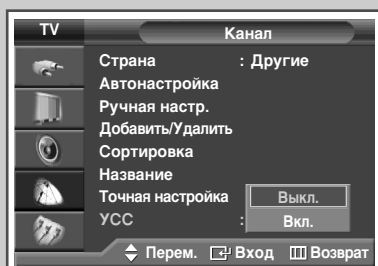 TV
Канал
Страна : Другие
Автонастройка
Ручная настр.
Добавить/Удалить
Сортировка
Название
Точная настройка
Выкл.
УСС :
Вкл.
Перем. Вход Возврат